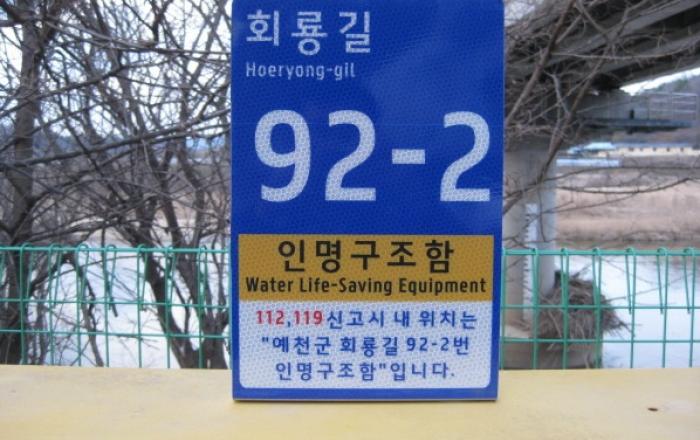 회룡길
Hoeryong-gil
92-2
인명구조함
Water Life-Saving Equipment
112,119신고시 내 위치는
"예천군 회룡길 92-2번
인명구조함"입니다.